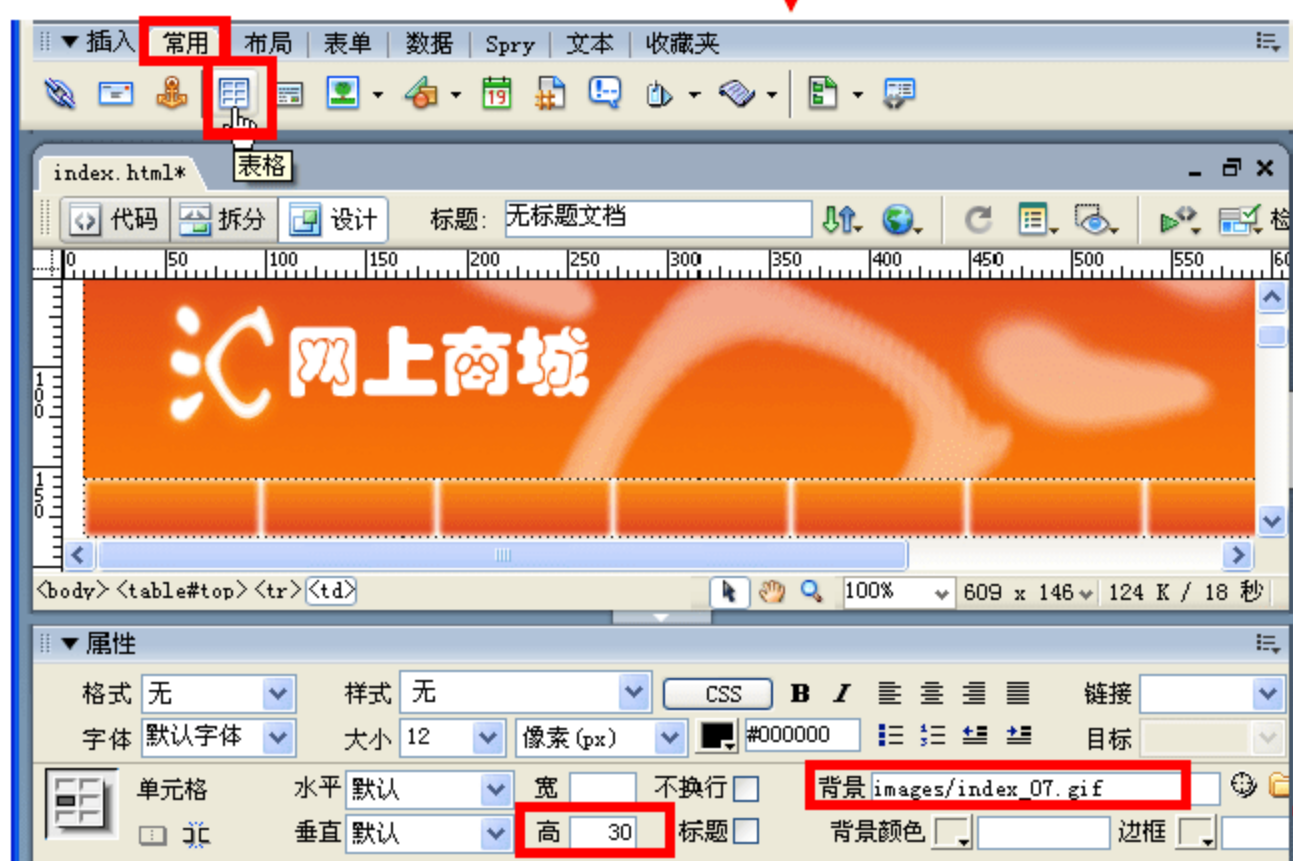 ▼插入 常用 布局 表单 数据 Spry 文本 收藏夹
19
表格
index.html*
代码 拆分 设计 标题: 无标题文档 检
0 50 100 150 200 250 300 350 400 450 500 550 60
100
150
汇网上商城
<body> <table#top> <tr> <td> 100% 609 x 146 124 K / 18 秒
▼属性
格式 无 样式 无 CSS B I 链接
字体 默认字体 大小 12 像素(px) #000000 目标
单元格 水平 默认 宽 不换行 背景 images/index_07.gif
垂直 默认 高 30 标题 背景颜色 边框